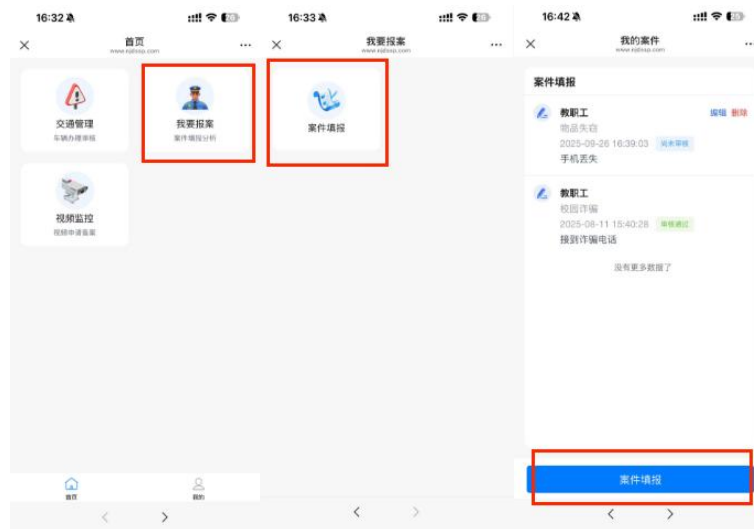 16:32
首页
交通管理
车辆办理审核
我要报案
案件填报分析
视频监控
视频申请备案
首页
我的
16:33
我要报案
案件填报
16:42
我的案件
案件填报
教职工
编辑 删除
物品失窃
2025-09-26 16:39:03 尚未审核
手机丢失
教职工
校园诈骗
2025-08-11 15:40:28 审核通过
接到诈骗电话
没有更多数据了
案件填报